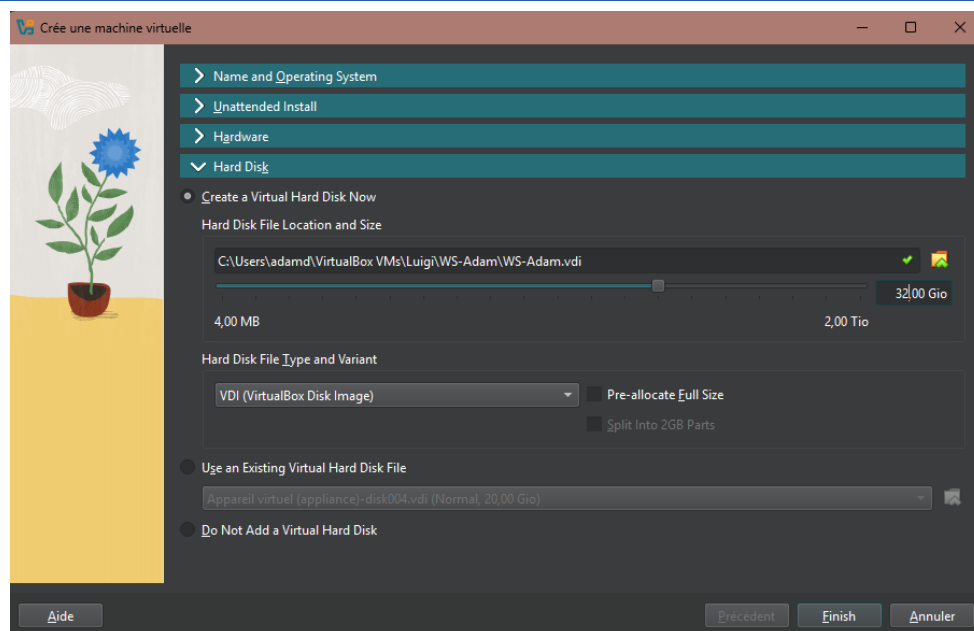 Crée une machine virtuelle
Name and Operating System
Unattended Install
Hardware
Hard Disk
Create a Virtual Hard Disk Now
Hard Disk File Location and Size
C:\Users\adamd\VirtualBox VMs\Luigi\WS-Adam\WS-Adam.vdi
32,00 Gio
4,00 MB 2,00 Tio
Hard Disk File Type and Variant
VDI (VirtualBox Disk Image) Pre-allocate Full Size
Split Into 2GB Parts
Use an Existing Virtual Hard Disk File
Appareil virtuel (appliance)-disk004.vdi (Normal, 20,00 Gio)
Do Not Add a Virtual Hard Disk
Aide Précédent Finish Annuler